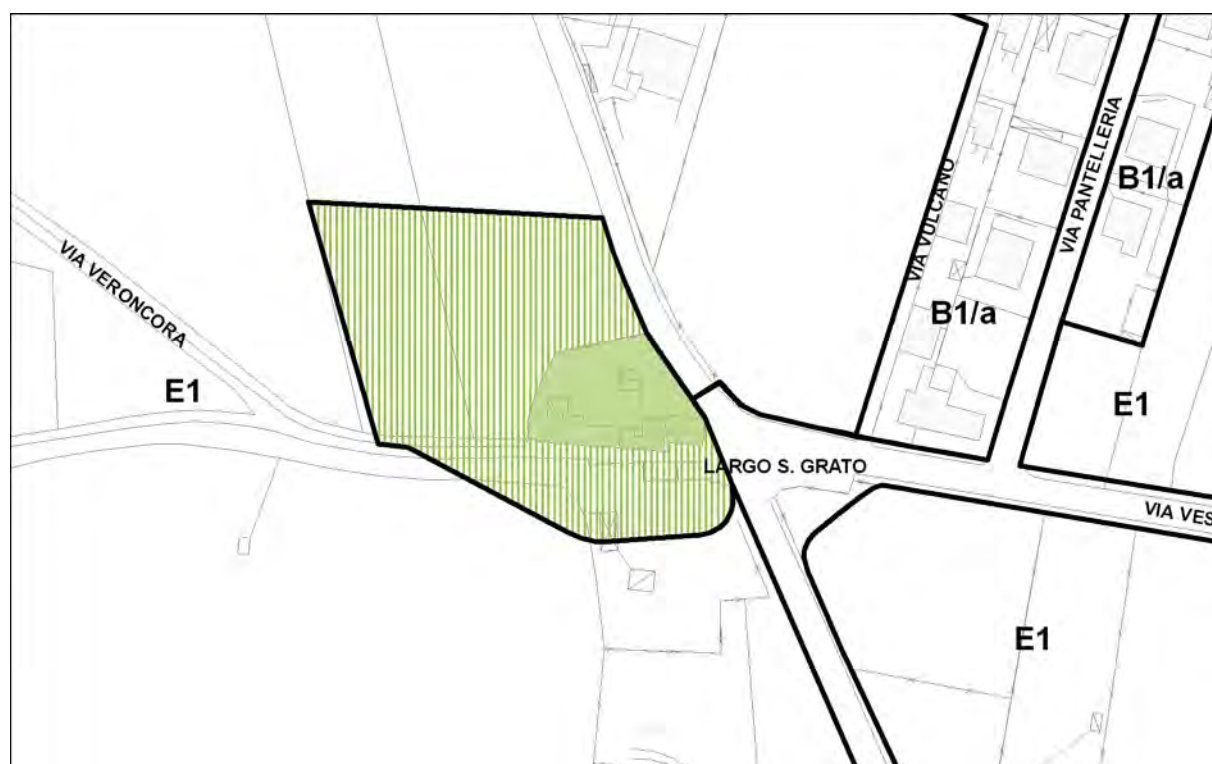 VIA PANTELLERIA
B1/a
VIA VULCANO
VIA VERONCORA
B1/a
E1
E1
LARGO S. GRATO
VIA VES
E1